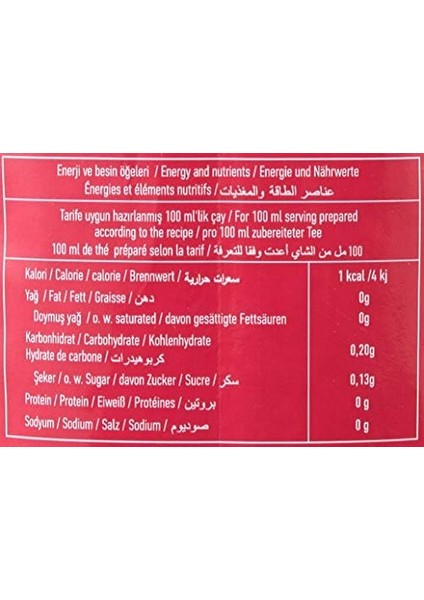 Enerji ve besin öğeleri / Energy and nutrients / Energie und Nährwerte
Énergies et éléments nutritifs / عناصر الطاقة والمغذيات
Tarife uygun hazırlanmış 100 ml'lik çay / For 100 ml serving prepared
according to the recipe / pro 100 ml zubereiteter Tee
100 ml de thé préparé selon la tarif / 100 مل من الشاي أعدت وفقا للتعرفة
Kalori / Calorie / calorie / Brennwert / سعرات حرارية 1 kcal /4 kj
Yağ / Fat / Fett / Graisse / دهن 0g
Doymuş yağ / o. w. saturated / davon gesättigte Fettsäuren 0g
Karbonhidrat / Carbohydrate / Kohlenhydrate
Hydrate de carbone / كربوهيدرات 0,20g
Şeker / o. w. Sugar / davon Zucker / Sucre / سكر 0,13g
Protein / Protein / Eiweiß / Protéines / بروتين 0 g
Sodyum / Sodium / Salz / Sodium / صوديوم 0 g